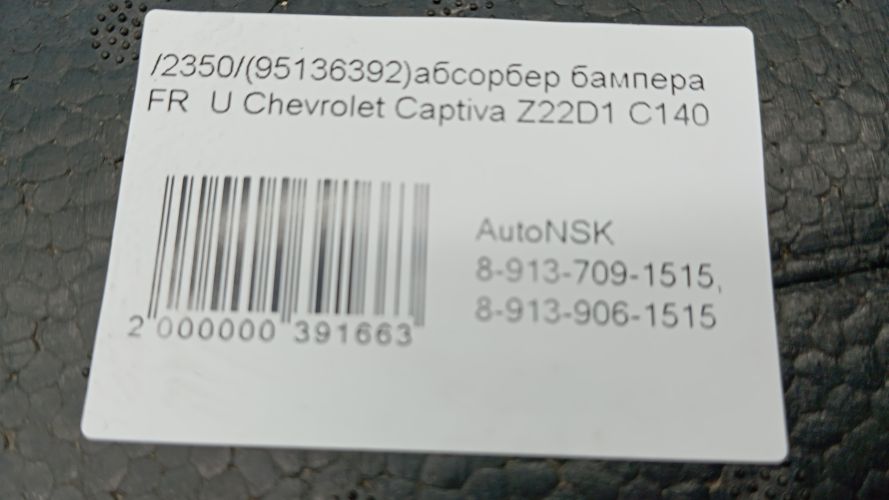 /2350/(95136392)абсорбер бампера
FR U Chevrolet Captiva Z22D1 C140
AutoNSK
8-913-709-1515,
8-913-906-1515
2 000000 391663